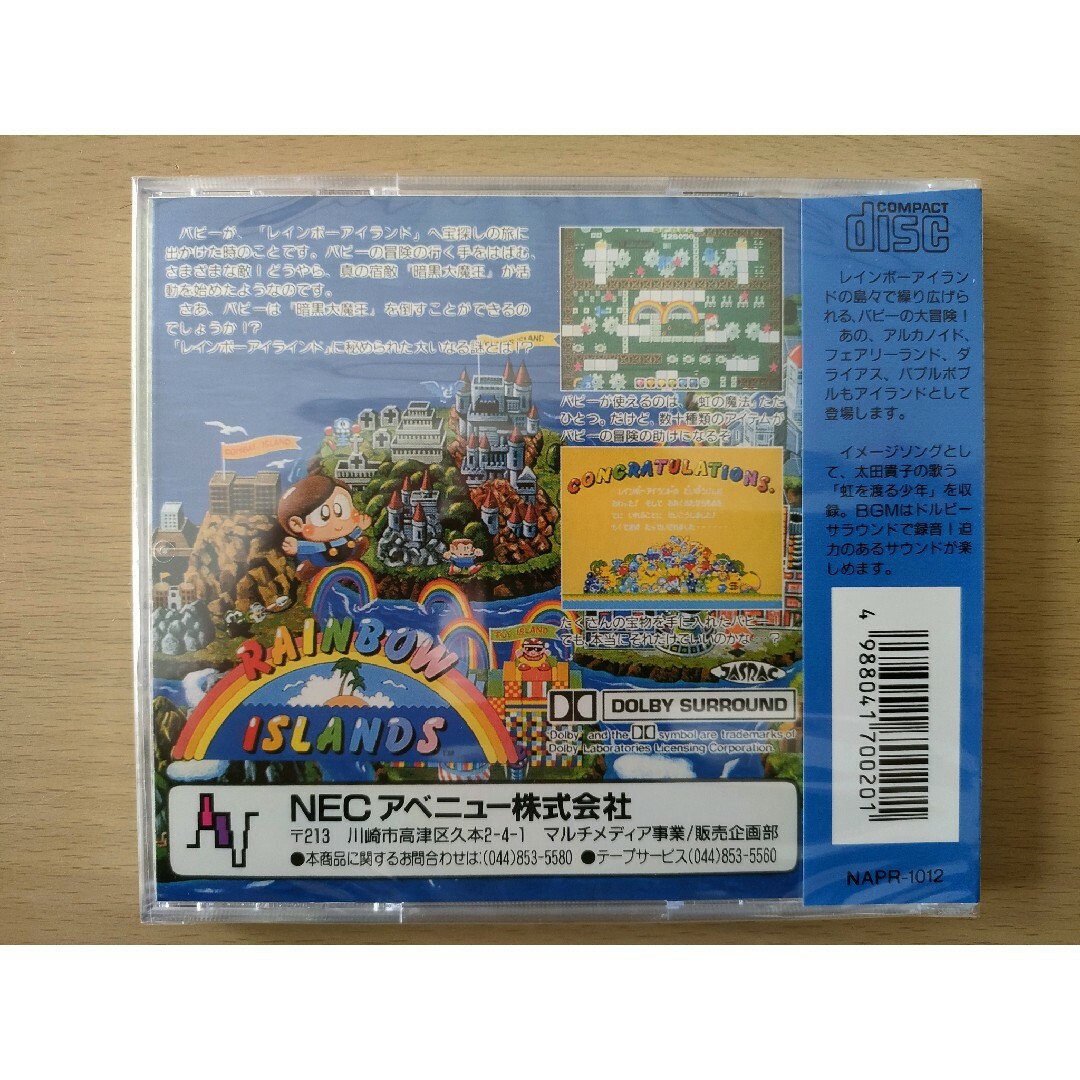 バビーが、「レインボーアイランド」へ宝探しの旅に
出かけた時のことです。バビーの冒険の行く手をはばむ、
さまざまな敵！どうやら、真の宿敵「暗黒大魔王」が活
動を始めたようなのです。
さあ、バビーは「暗黒大魔王」を倒すことができるの
でしょうか！？
「レインボーアイラインド」に秘められた大いなる謎とは！？
バビーが使えるのは、「虹の魔法」ただ
ひとつ。だけど、数十種類のアイテムが
バビーの冒険の助けになるぞ
CONGRATULATIONS.
たくさんの宝物を手に入れたバビー！
でも、本当にそれだけでいいのかな…？
TOY ISLAND
RAINBOW
ISLANDS
TM
JASRAC
DOLBY SURROUND
Dolby and the symbol are trademarks of
Dolby Laboratories Licensing Corporation.
NECアベニュー株式会社
〒213 川崎市高津区久本2-4-1 マルチメディア事業/販売企画部
●本商品に関するお問合わせは:(044)853-5580 ●テープサービス(044)853-5560
COMPACT
disc
レインボーアイラン
ドの島々で繰り広げら
れる、バビーの大冒険！
あの、アルカノイド、
フェアリーランド、ダ
ライアス、バブルボブ
ルもアイランドとして
登場します。
イメージソングとし
て、太田貴子の歌う
「虹を渡る少年」を収
録。BGMはドルビー
サラウンドで録音！迫
力のあるサウンドが楽
しめます。
4988041700201
NAPR-1012